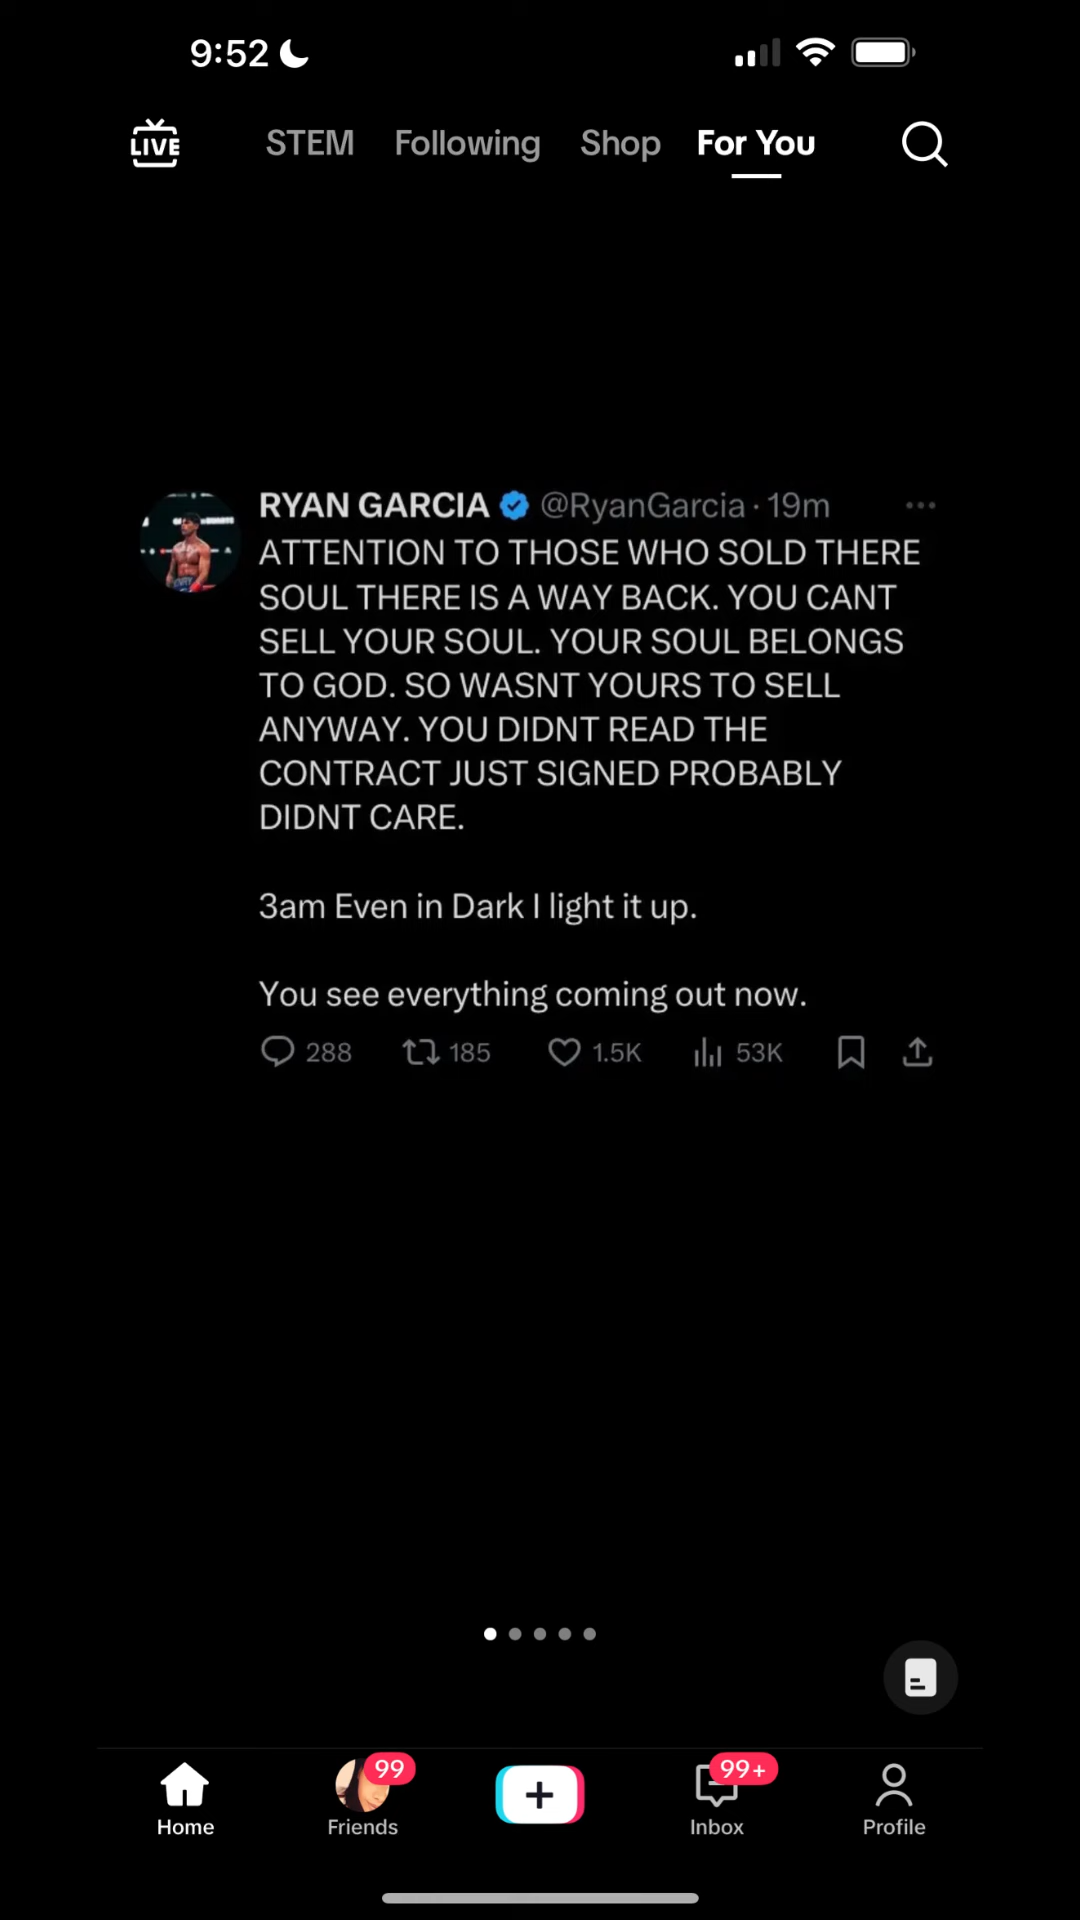 9:52
LIVE
STEM
Following
Shop
For You
RYAN GARCIA @RyanGarcia · 19m
ATTENTION TO THOSE WHO SOLD THERE
SOUL THERE IS A WAY BACK. YOU CANT
SELL YOUR SOUL. YOUR SOUL BELONGS
TO GOD. SO WASNT YOURS TO SELL
ANYWAY. YOU DIDNT READ THE
CONTRACT JUST SIGNED PROBABLY
DIDNT CARE.
3am Even in Dark I light it up.
You see everything coming out now.
288 185 1.5K 53K
99
99+
Home
Friends
Inbox
Profile